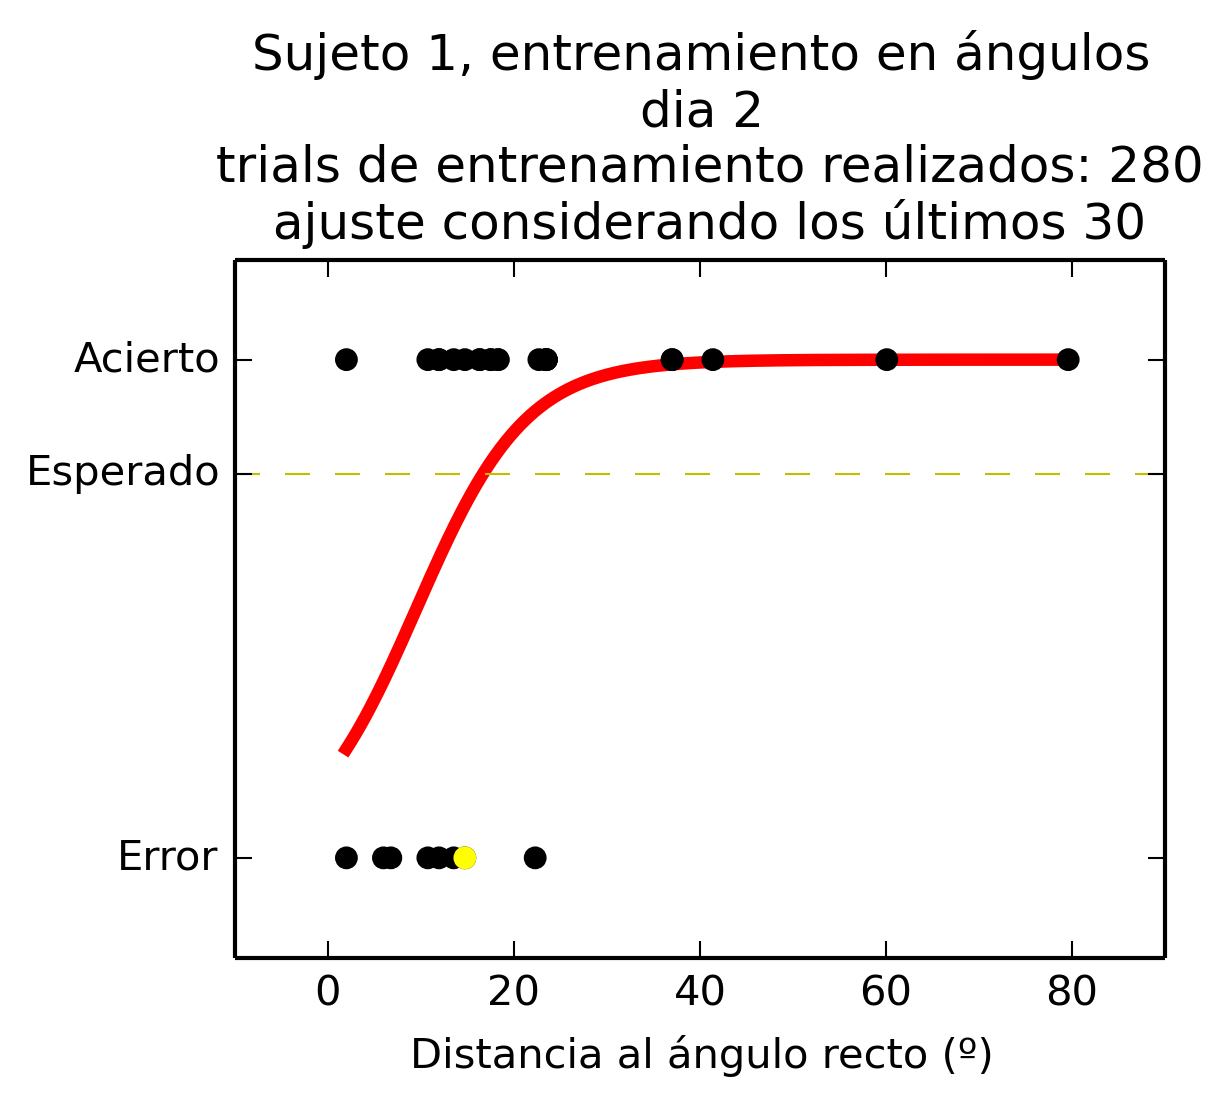 Sujeto 1, entrenamiento en ángulos
dia 2
trials de entrenamiento realizados: 280
ajuste considerando los últimos 30
Acierto
Esperado
Error
0 20 40 60 80
Distancia al ángulo recto (º)